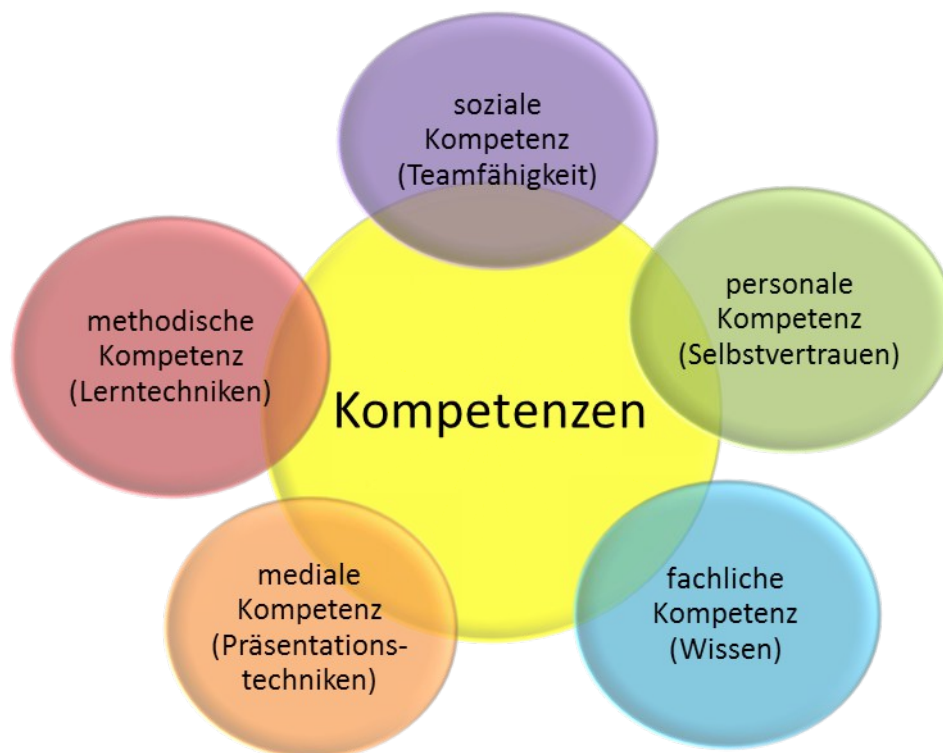 soziale
Kompetenz
(Teamfähigkeit)
personale
Kompetenz
(Selbstvertrauen)
methodische
Kompetenz
(Lerntechniken)
Kompetenzen
mediale
Kompetenz
(Präsentations-
techniken)
fachliche
Kompetenz
(Wissen)